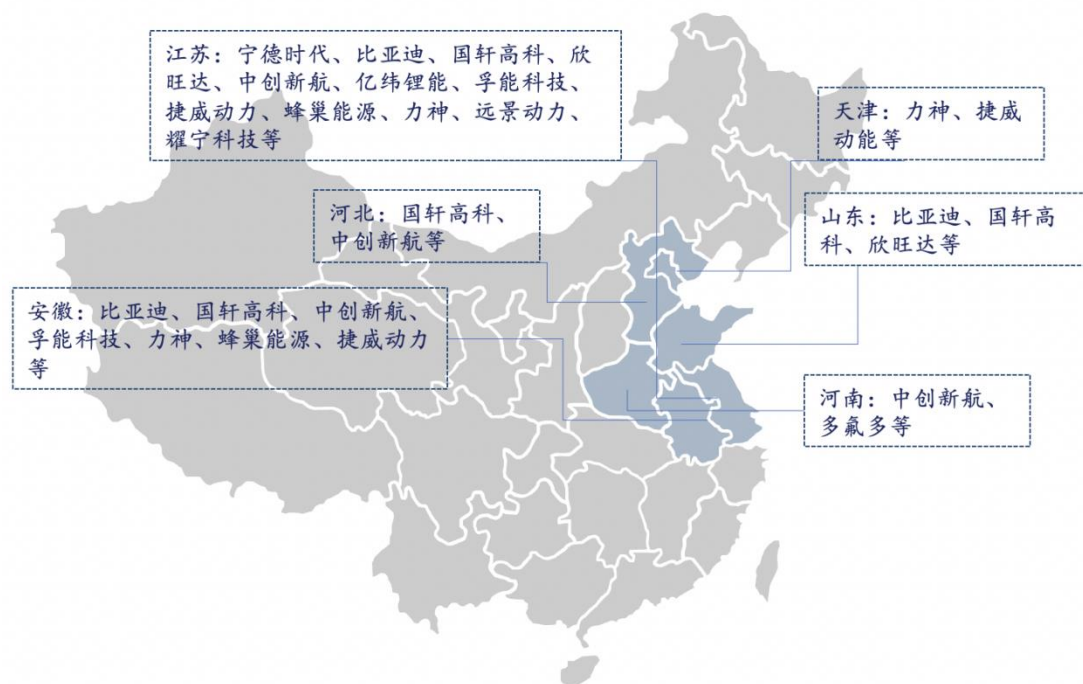 江苏：宁德时代、比亚迪、国轩高科、欣
旺达、中创新航、亿纬锂能、孚能科技、
捷威动力、蜂巢能源、力神、远景动力、
耀宁科技等
天津：力神、捷威
动能等
河北：国轩高科、
中创新航等
山东：比亚迪、国轩高
科、欣旺达等
安徽：比亚迪、国轩高科、中创新航、
孚能科技、力神、蜂巢能源、捷威动力
等
河南：中创新航、
多氟多等